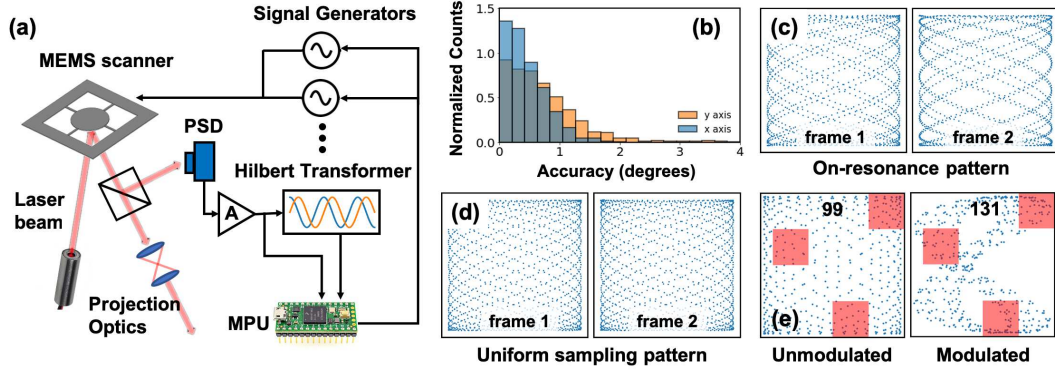 (a)
Signal Generators
MEMS scanner
PSD
Hilbert Transformer
A
Laser
beam
Projection
Optics
MPU
(b)
Normalized Counts
1.5
1.0
0.5
0.0
0
1
2
3
4
y axis
x axis
Accuracy (degrees)
(c)
frame 1
frame 2
On-resonance pattern
(d)
frame 1
frame 2
Uniform sampling pattern
99
131
(e)
Unmodulated
Modulated